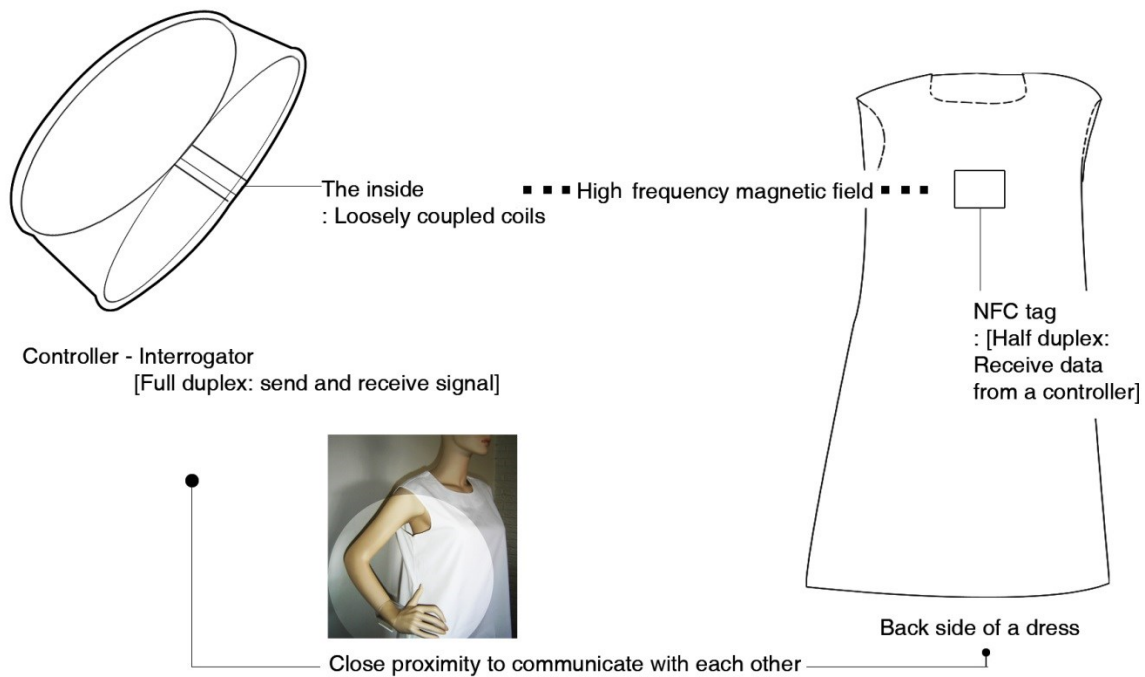 The inside
: Loosely coupled coils
High frequency magnetic field
NFC tag
: [Half duplex:
Receive data
from a controller]
Controller - Interrogator
[Full duplex: send and receive signal]
Back side of a dress
Close proximity to communicate with each other